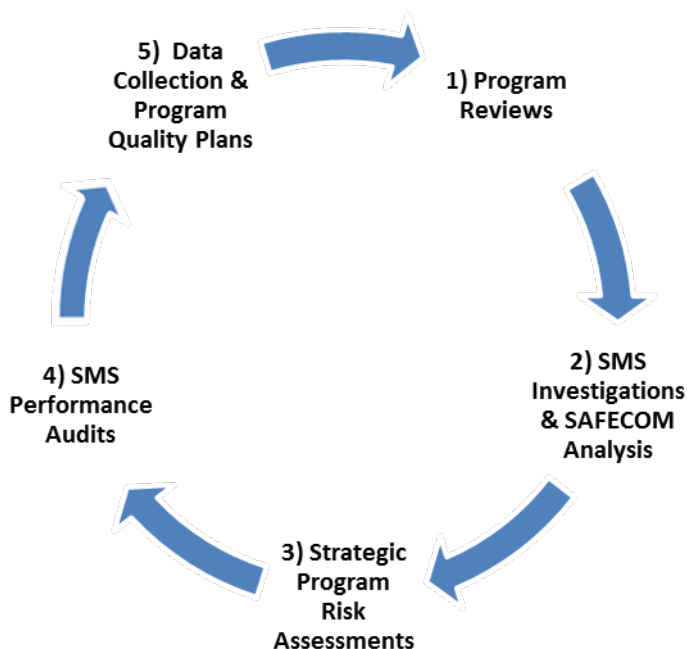 1) Program
Reviews
2) SMS
Investigations
& SAFECOM
Analysis
3) Strategic
Program
Risk
Assessments
4) SMS
Performance
Audits
5) Data
Collection &
Program
Quality Plans